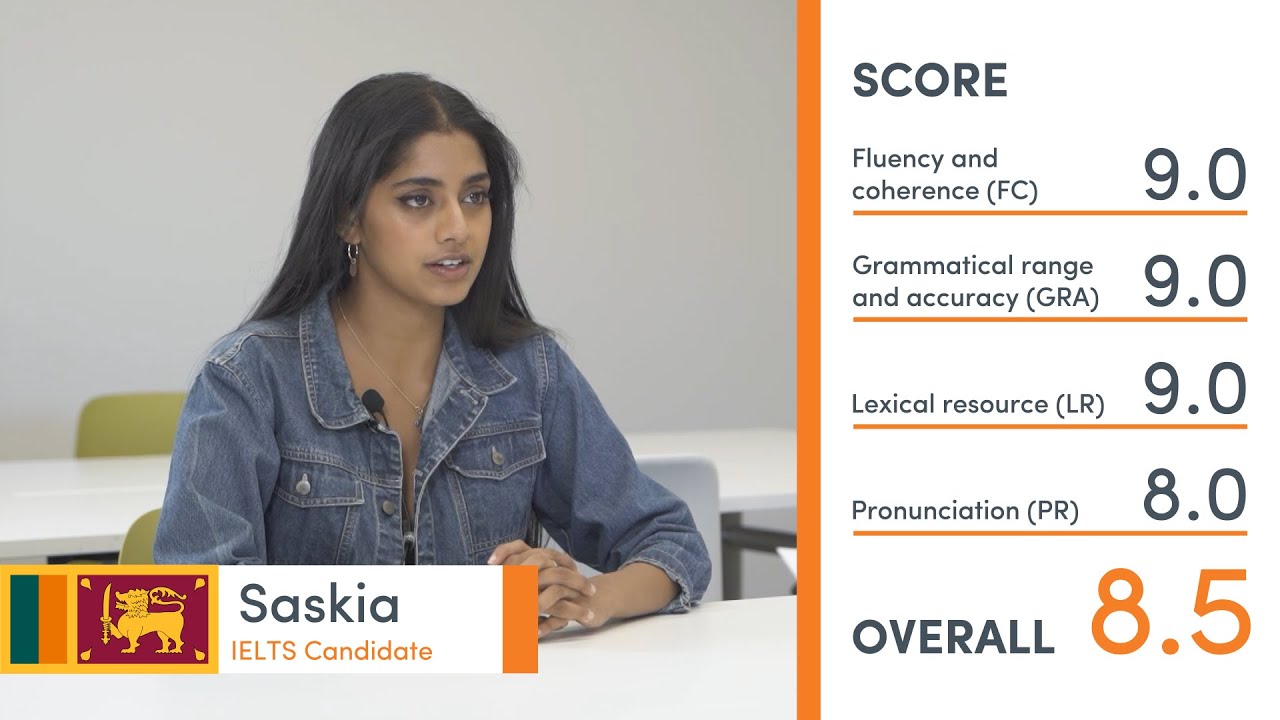 SCORE
Fluency and
coherence (FC)
9.0
Grammatical range
and accuracy (GRA)
9.0
Lexical resource (LR)
9.0
Pronunciation (PR)
8.0
OVERALL
8.5
Saskia
IELTS Candidate